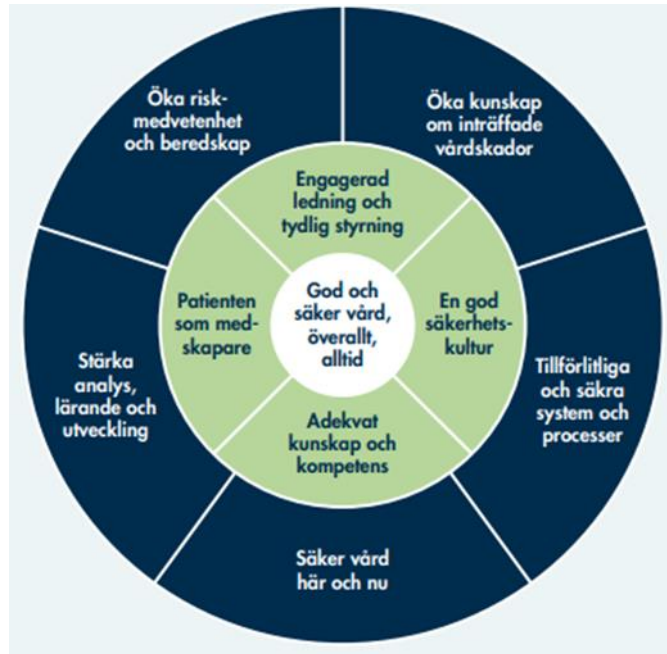 Öka risk-
medvetenhet
och beredskap
Öka kunskap
om inträffade
vårdskador
Engagerad
ledning och
tydlig styrning
Patienten
som med-
skapare
God och
säker vård,
överallt,
alltid
En god
säkerhets-
kultur
Stärka
analys,
lärande och
utveckling
Tillförlitliga
och säkra
system och
processer
Adekvat
kunskap och
kompetens
Säker vård
här och nu